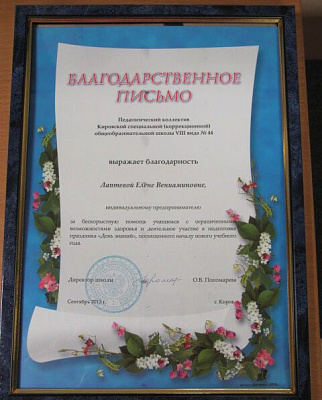 БЛАГОДАРСТВЕННОЕ
ПИСЬМО
Педагогический коллектив
Кировской специальной (коррекционной)
общеобразовательной школы VIII вида № 44
выражает благодарность
Лаптевой Елене Вениаминовне,
индивидуальному предпринимателю
за бескорыстную помощь учащимся с ограниченными
возможностями здоровья и деятельное участие в подготовке
праздника «День знаний», посвященного началу нового учебного
года.
Директор школы О.В. Пономарева
Сентябрь 2013 г. г. Киров